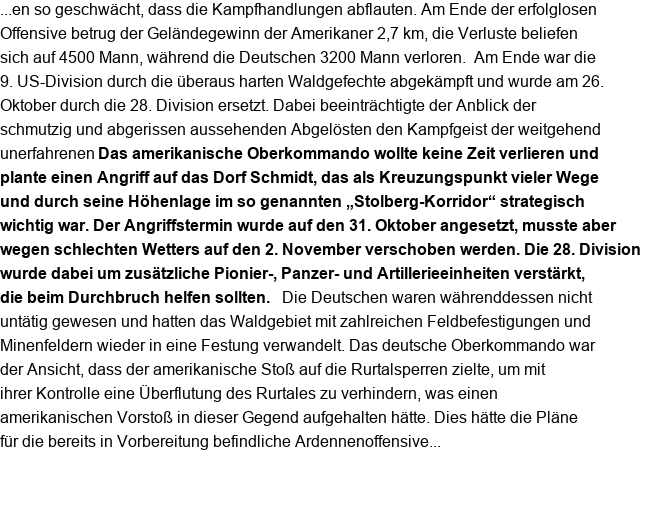 ...en so geschwächt, dass die Kampfhandlungen abflauten. Am Ende der erfolglosen
Offensive betrug der Geländegewinn der Amerikaner 2,7 km, die Verluste beliefen
sich auf 4500 Mann, während die Deutschen 3200 Mann verloren.  Am Ende war die
9. US-Division durch die überaus harten Waldgefechte abgekämpft und wurde am 26.
Oktober durch die 28. Division ersetzt. Dabei beeinträchtigte der Anblick der
schmutzig und abgerissen aussehenden Abgelösten den Kampfgeist der weitgehend
unerfahrenen Das amerikanische Oberkommando wollte keine Zeit verlieren und
plante einen Angriff auf das Dorf Schmidt, das als Kreuzungspunkt vieler Wege
und durch seine Höhenlage im so genannten „Stolberg-Korridor“ strategisch
wichtig war. Der Angriffstermin wurde auf den 31. Oktober angesetzt, musste aber
wegen schlechten Wetters auf den 2. November verschoben werden. Die 28. Division
wurde dabei um zusätzliche Pionier-, Panzer- und Artillerieeinheiten verstärkt,
die beim Durchbruch helfen sollten.   Die Deutschen waren währenddessen nicht
untätig gewesen und hatten das Waldgebiet mit zahlreichen Feldbefestigungen und
Minenfeldern wieder in eine Festung verwandelt. Das deutsche Oberkommando war
der Ansicht, dass der amerikanische Stoß auf die Rurtalsperren zielte, um mit
ihrer Kontrolle eine Überflutung des Rurtales zu verhindern, was einen
amerikanischen Vorstoß in dieser Gegend aufgehalten hätte. Dies hätte die Pläne
für die bereits in Vorbereitung befindliche Ardennenoffensive...